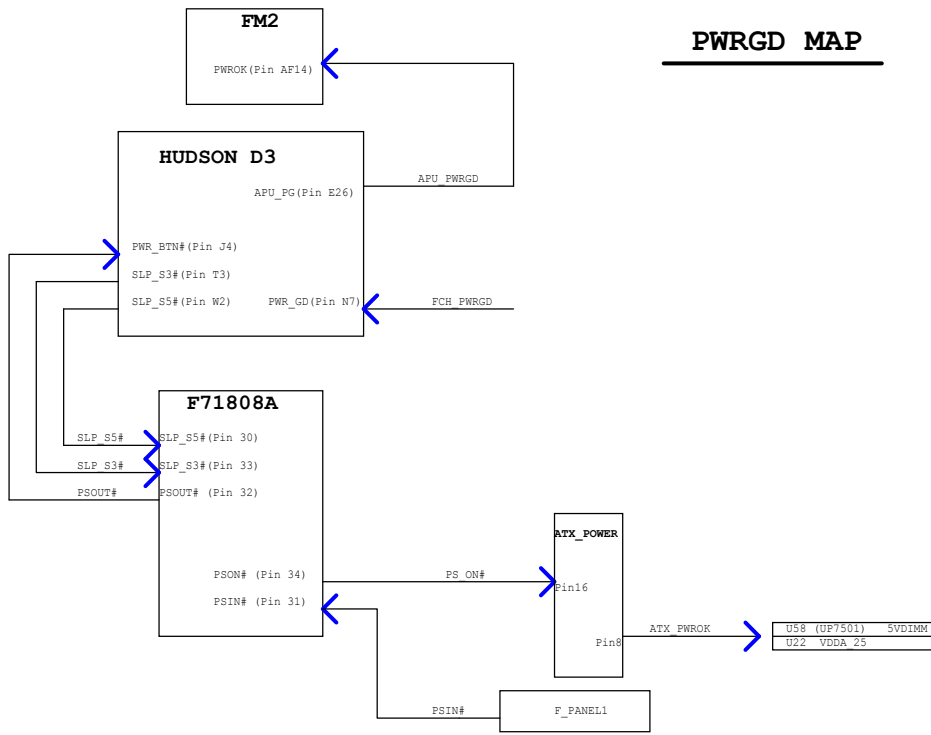 FM2
PWRGD MAP
PWROK(Pin AF14)
HUDSON D3
APU_PG(Pin E26)
APU_PWRGD
PWR_BTN#(Pin J4)
SLP_S3#(Pin T3)
SLP_S5#(Pin W2)
PWR_GD(Pin N7)
FCH_PWRGD
F71808A
SLP_S5#
SLP_S5#(Pin 30)
SLP_S3#
SLP_S3#(Pin 33)
PSOUT#
PSOUT# (Pin 32)
ATX_POWER
PSON# (Pin 34)
PS_ON#
Pin16
PSIN# (Pin 31)
ATX_PWROK
Pin8
U58 (UP7501) 5VDIMM
U22 VDDA_25
PSIN#
F_PANEL1